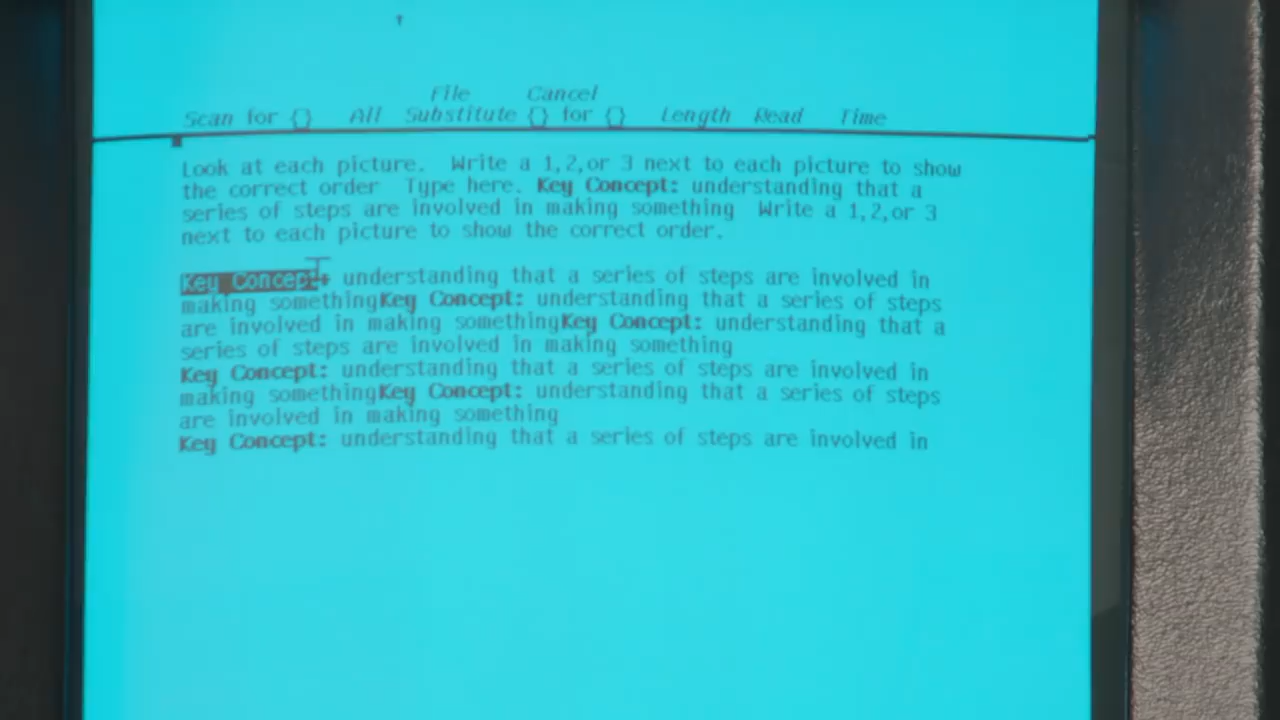 File Cancel
Scan for {} All Substitute {} for {} Length Read Time
Look at each picture. Write a 1,2,or 3 next to each picture to show
the correct order Type here. Key Concept: understanding that a
series of steps are involved in making something Write a 1,2,or 3
next to each picture to show the correct order.
Key Concept: understanding that a series of steps are involved in
making somethingKey Concept: understanding that a series of steps
are involved in making somethingKey Concept: understanding that a
series of steps are involved in making something
Key Concept: understanding that a series of steps are involved in
making somethingKey Concept: understanding that a series of steps
are involved in making something
Key Concept: understanding that a series of steps are involved in